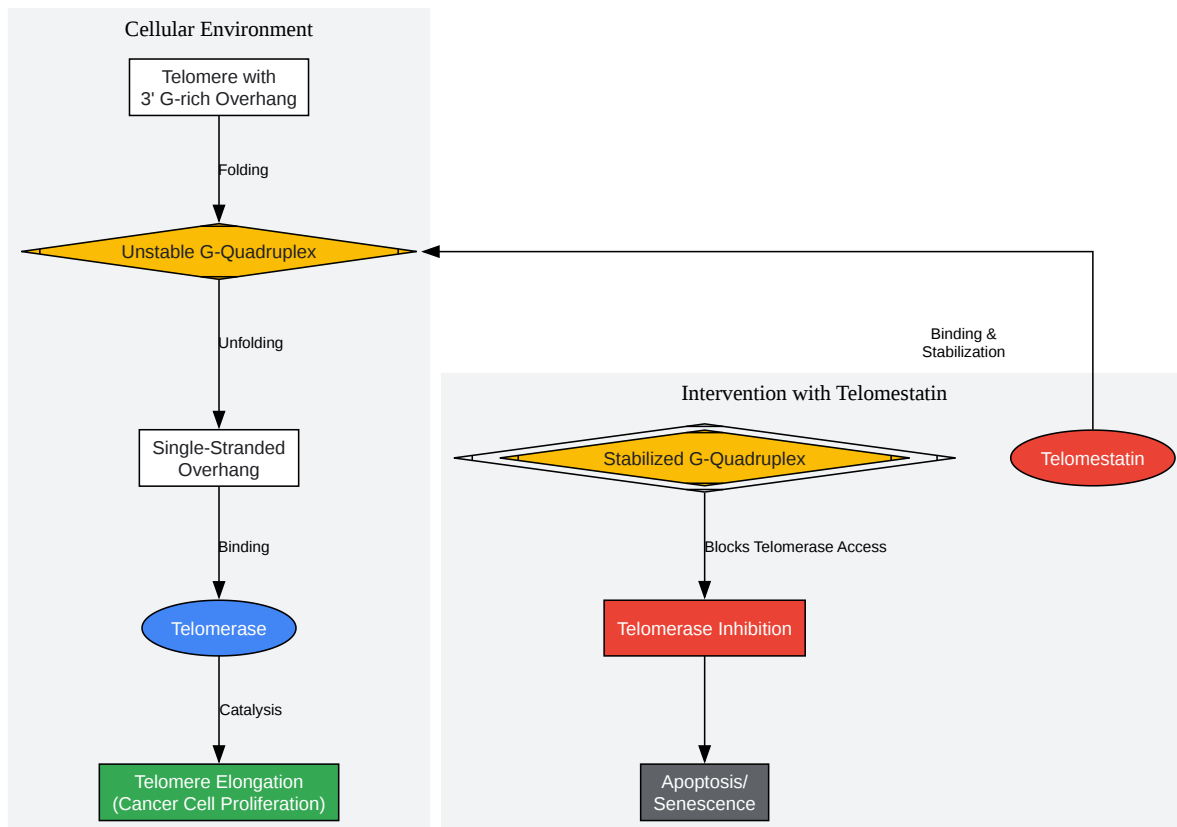 Cellular Environment
Telomere with
3' G-rich Overhang
Folding
Unstable G-Quadruplex
Unfolding
Single-Stranded
Overhang
Binding
Telomerase
Catalysis
Telomere Elongation
(Cancer Cell Proliferation)
Binding &
Stabilization
Intervention with Telomestatin
Stabilized G-Quadruplex
Telomestatin
Blocks Telomerase Access
Telomerase Inhibition
Apoptosis/
Senescence